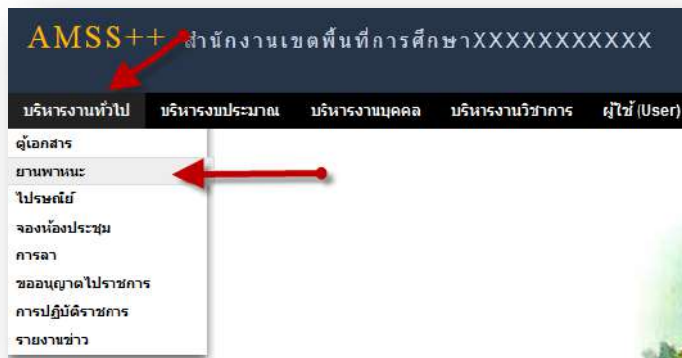 AMSS++ สำนักงานเขตพื้นที่การศึกษาXXXXXXXXXXX
บริหารงานทั่วไป บริหารงบประมาณ บริหารงานบุคคล บริหารงานวิชาการ ผู้ใช้ (User)
ตู้เอกสาร
ยานพาหนะ
ไปรษณีย์
จองห้องประชุม
การลา
ขออนุญาตไปราชการ
การปฏิบัติราชการ
รายงานข่าว